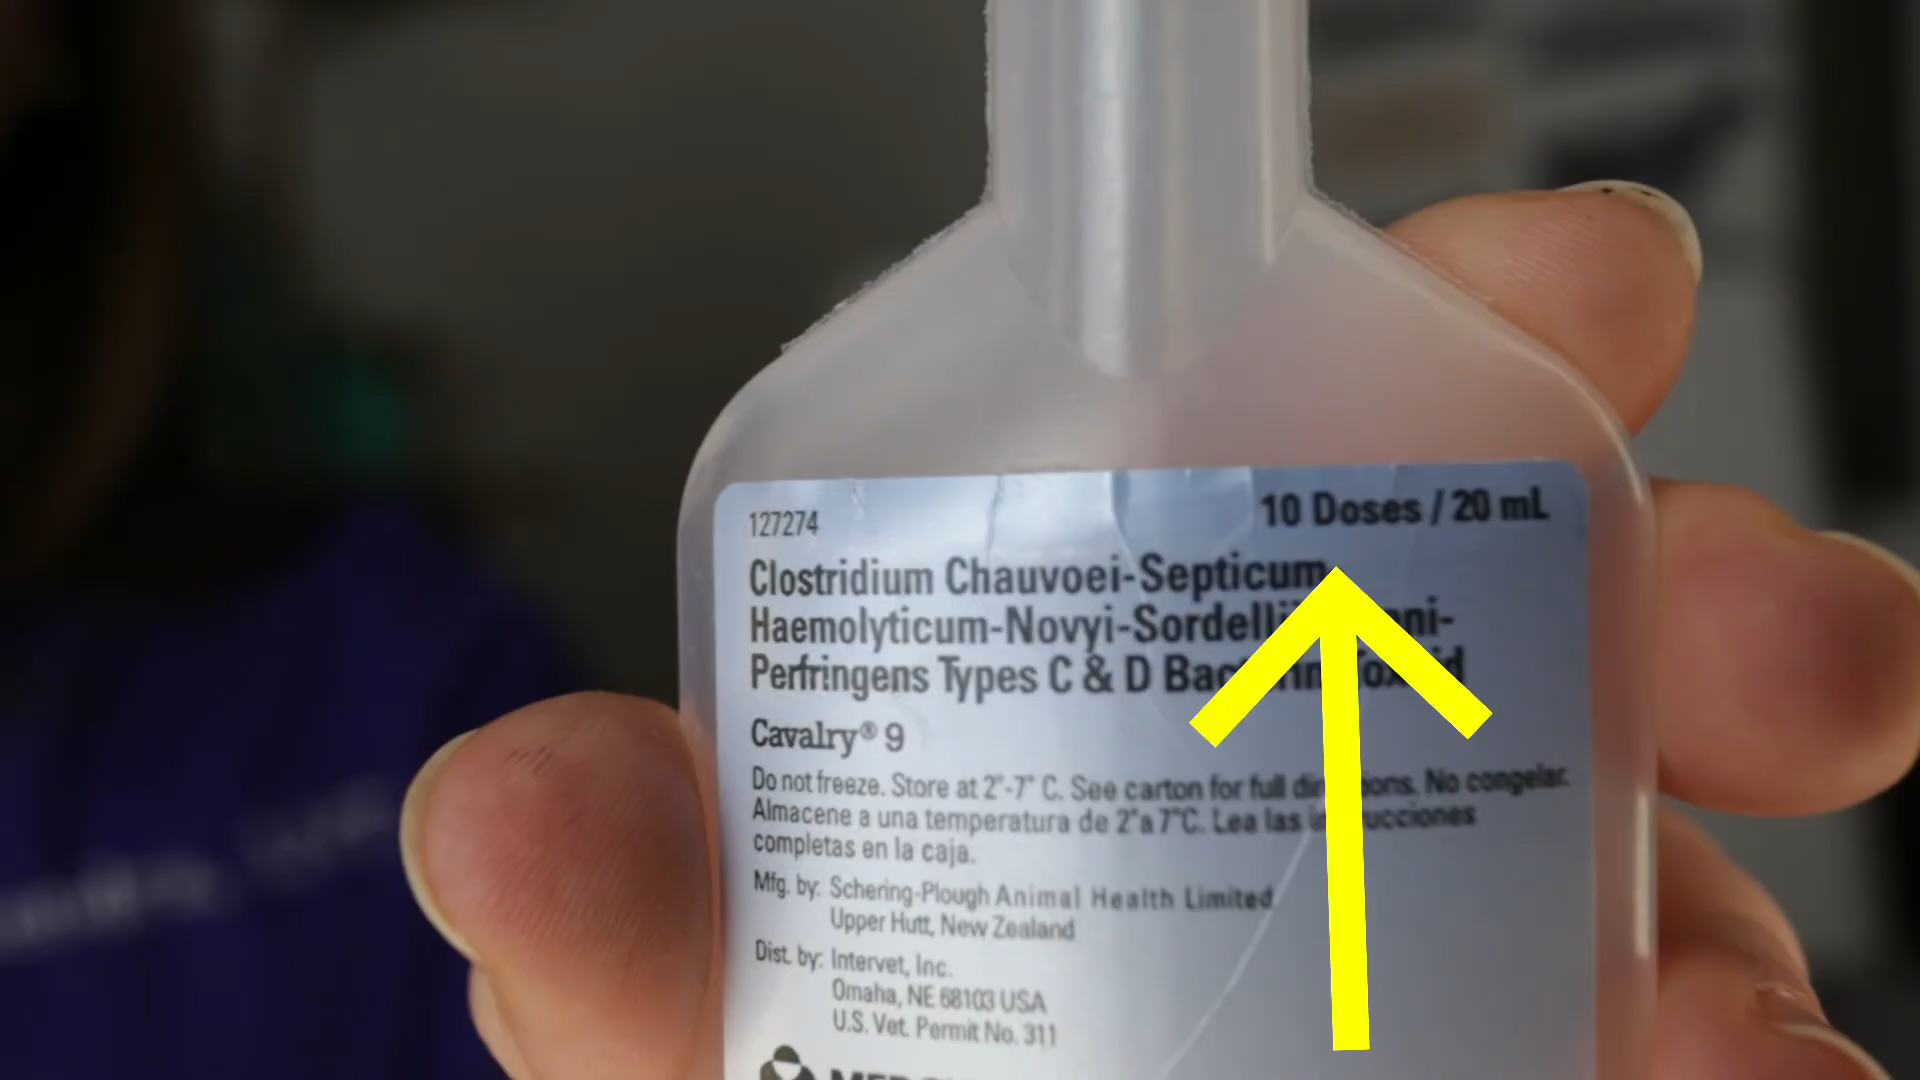 127274
10 Doses / 20 mL
Clostridium Chauvoei-Septicum
Haemolyticum-Novyi-Sordellii-
Perfringens Types C & D
Cavalry® 9
Do not freeze. Store at 2°-7° C. See carton for full No congelar.
Almacene a una temperatura de 2°a 7°C. Lea las
completas en la caja.
Mfg. by: Schering-Plough Animal Health Limited
Upper Hutt, New Zealand
Dist. by: Intervet, Inc.
Omaha, NE 68103 USA
U.S. Vet. Permit No. 311